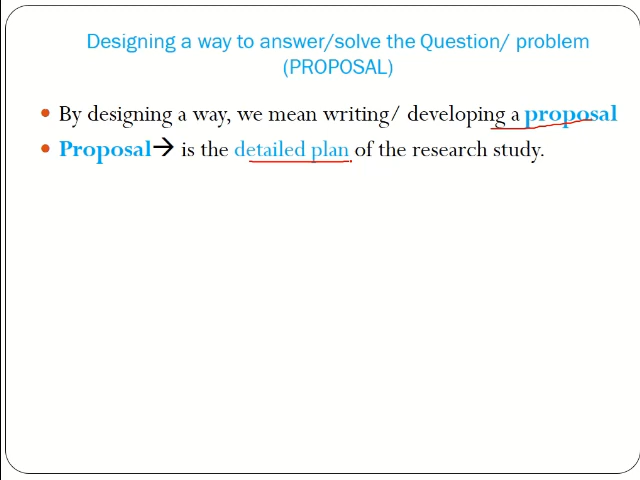 Designing a way to answer/solve the Question/ problem
(PROPOSAL)
• By designing a way, we mean writing/ developing a proposal
• Proposal→ is the detailed plan of the research study.